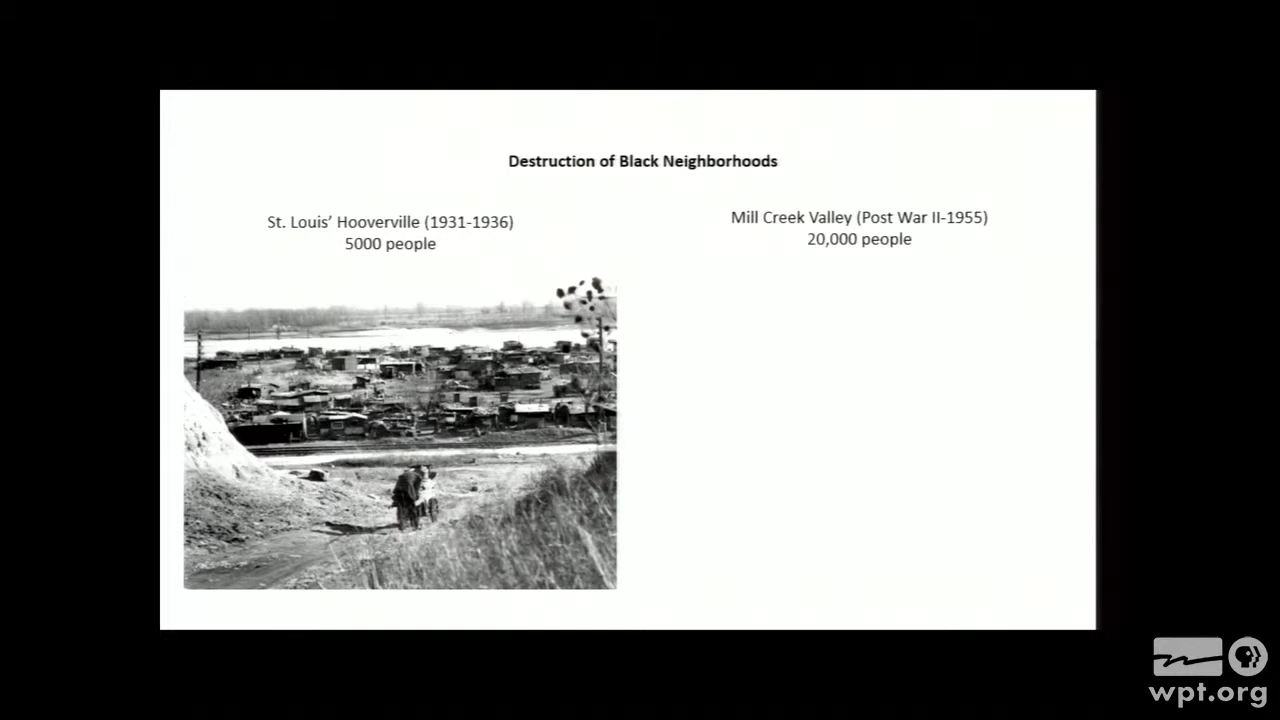 Destruction of Black Neighborhoods
St. Louis’ Hooverville (1931-1936)
5000 people
Mill Creek Valley (Post War II-1955)
20,000 people
wpt.org